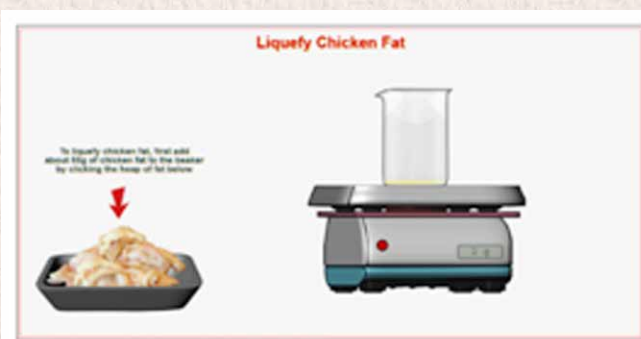 Liquefy Chicken Fat
To liquefy chicken fat, first add
about of chicken fat to the beaker
by clicking the heap of fat below